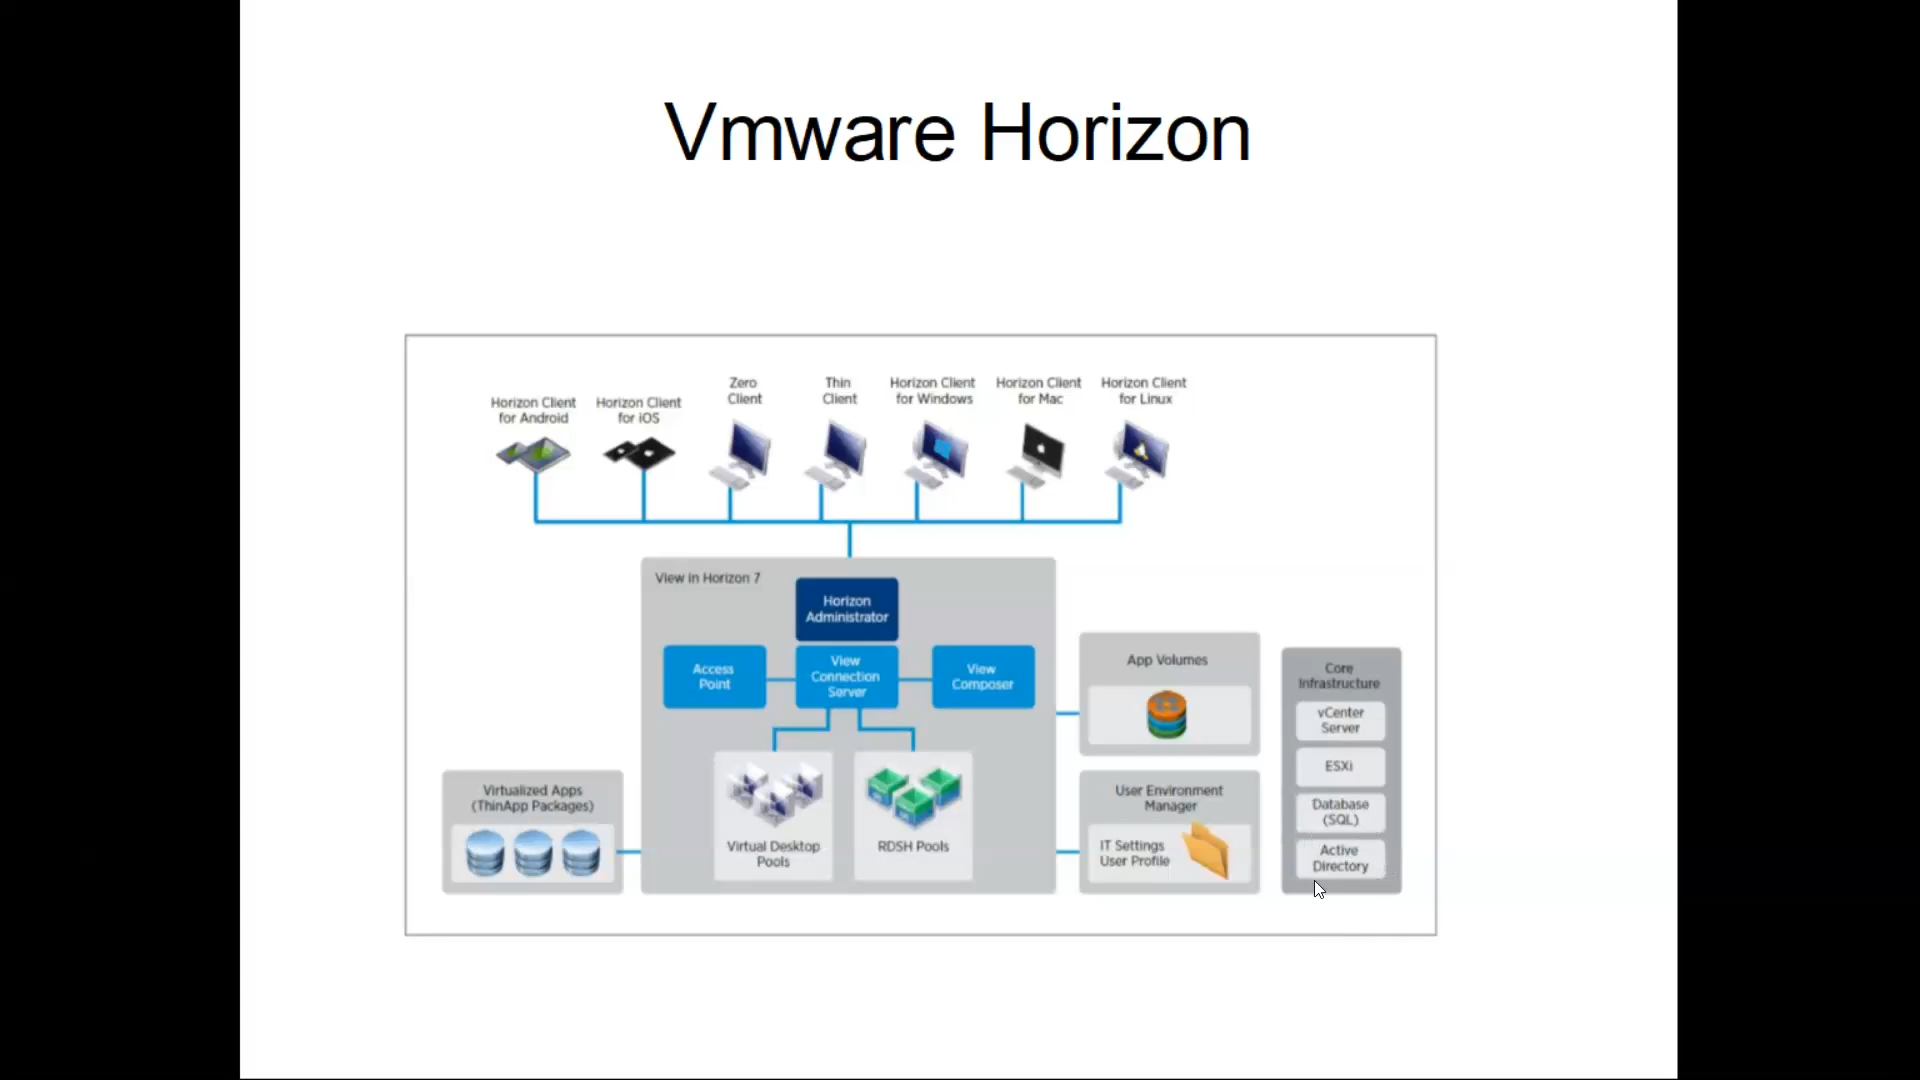 Vmware Horizon
Horizon Client
for Android
Horizon Client
for iOS
Zero
Client
Thin
Client
Horizon Client
for Windows
Horizon Client
for Mac
Horizon Client
for Linux
View in Horizon 7
Horizon
Administrator
Access
Point
View
Connection
Server
View
Composer
Virtual Desktop
Pools
RDSH Pools
Virtualized Apps
(ThinApp Packages)
App Volumes
User Environment
Manager
IT Settings
User Profile
Core
Infrastructure
vCenter
Server
ESXi
Database
(SQL)
Active
Directory